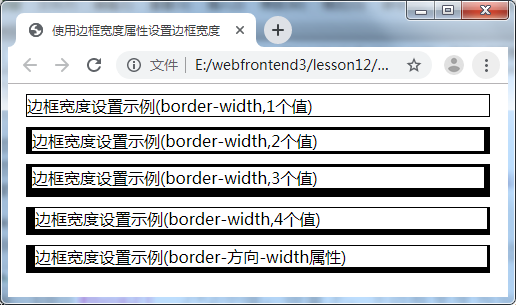 使用边框宽度属性设置边框宽度
文件 | E:/webfrontend3/lesson12/...
边框宽度设置示例(border-width,1个值)
边框宽度设置示例(border-width,2个值)
边框宽度设置示例(border-width,3个值)
边框宽度设置示例(border-width,4个值)
边框宽度设置示例(border-方向-width属性)